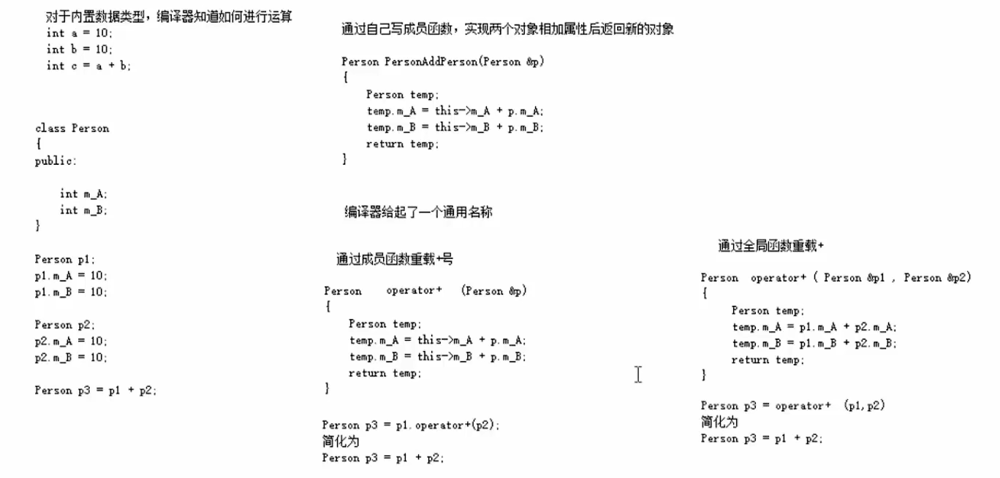 对于内置数据类型，编译器知道如何进行运算
int a = 10;
int b = 10;
int c = a + b;
class Person
{
public:
int m_A;
int m_B;
}
Person p1;
p1.m_A = 10;
p1.m_B = 10;
Person p2;
p2.m_A = 10;
p2.m_B = 10;
Person p3 = p1 + p2;
通过自己写成员函数，实现两个对象相加属性后返回新的对象
Person PersonAddPerson(Person &p)
{
Person temp;
temp.m_A = this->m_A + p.m_A;
temp.m_B = this->m_B + p.m_B;
return temp;
}
编译器给起了一个通用名称
通过成员函数重载+号
Person operator+ (Person &p)
{
Person temp;
temp.m_A = this->m_A + p.m_A;
temp.m_B = this->m_B + p.m_B;
return temp;
}
Person p3 = p1.operator+(p2);
简化为
Person p3 = p1 + p2;
通过全局函数重载+
Person operator+ ( Person &p1 , Person &p2)
{
Person temp;
temp.m_A = p1.m_A + p2.m_A;
temp.m_B = p1.m_B + p2.m_B;
return temp;
}
Person p3 = operator+ (p1,p2)
简化为
Person p3 = p1 + p2;